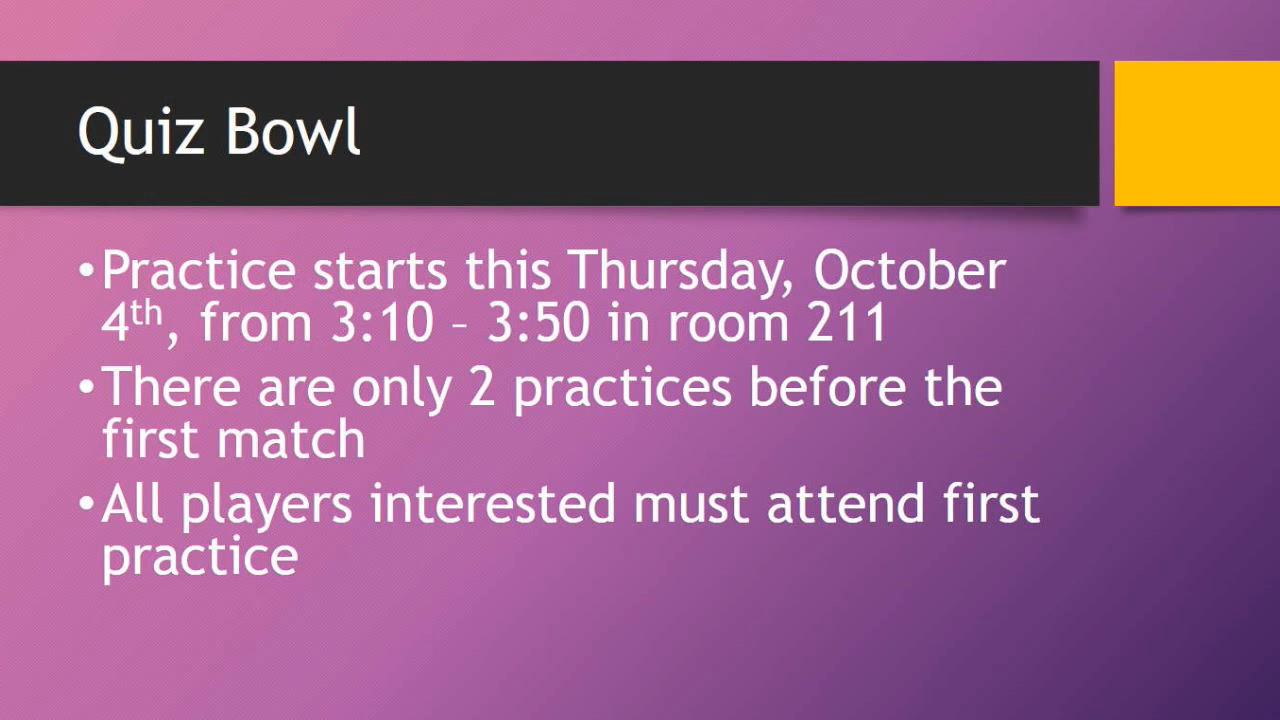 Quiz Bowl
•Practice starts this Thursday, October
4th, from 3:10 – 3:50 in room 211
•There are only 2 practices before the
first match
•All players interested must attend first
practice